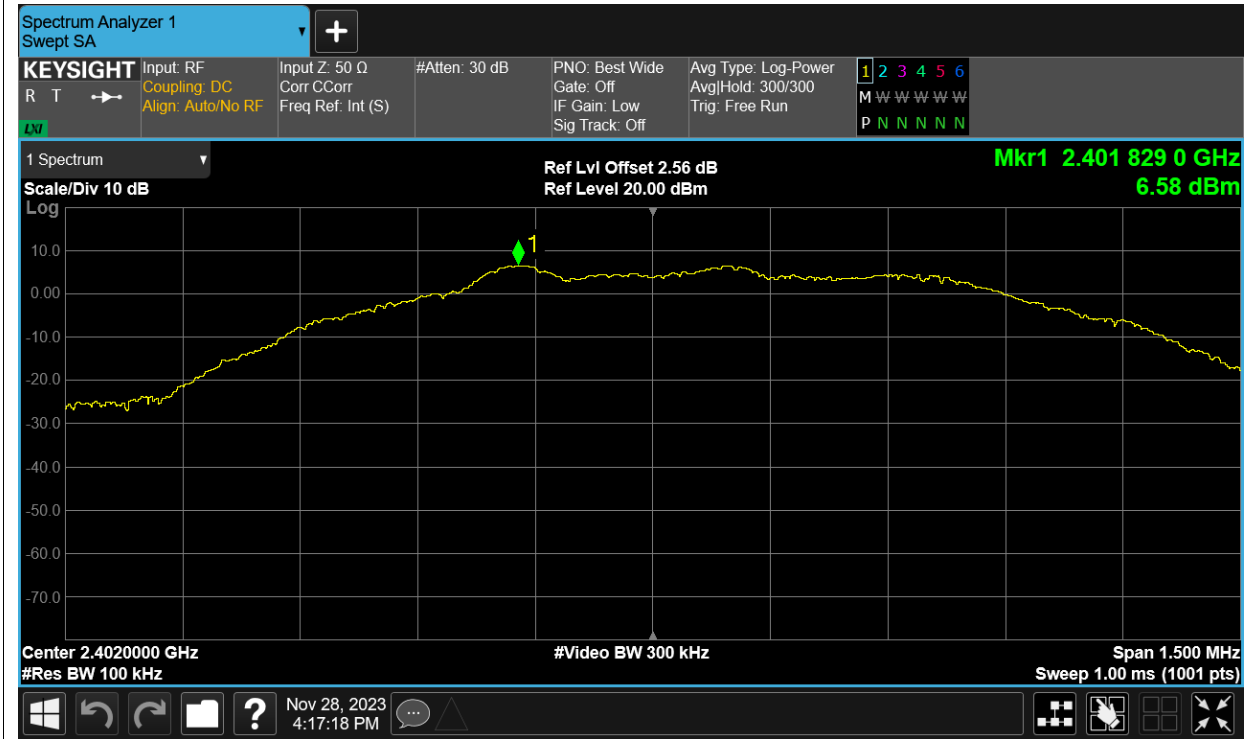 Spectrum Analyzer 1
Swept SA
KEYSIGHT
R T
LXI
Input: RF
Coupling: DC
Align: Auto/No RF
Input Z: 50 Ω
Corr CCorr
Freq Ref: Int (S)
#Atten: 30 dB
PNO: Best Wide
Gate: Off
IF Gain: Low
Sig Track: Off
Avg Type: Log-Power
Avg|Hold: 300/300
Trig: Free Run
1 2 3 4 5 6
M W W W W W
P N N N N N N
1 Spectrum
Scale/Div 10 dB
Log
Ref Lvl Offset 2.56 dB
Ref Level 20.00 dBm
Mkr1 2.401 829 0 GHz
6.58 dBm
1
10.0
0.00
-10.0
-20.0
-30.0
-40.0
-50.0
-60.0
-70.0
Center 2.4020000 GHz
#Video BW 300 kHz
Span 1.500 MHz
#Res BW 100 kHz
Sweep 1.00 ms (1001 pts)
?
Nov 28, 2023
4:17:18 PM